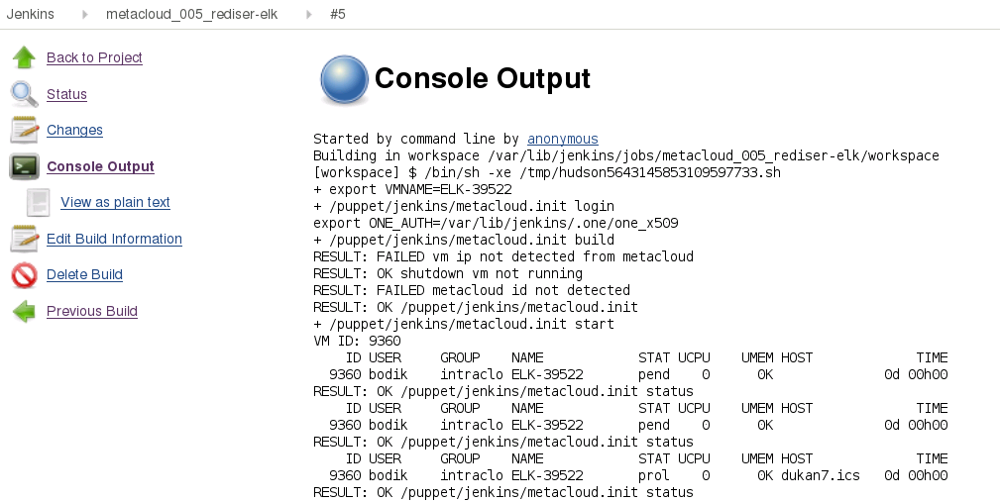 Jenkins metacloud_005_rediser-elk #5
Back to Project
Status
Changes
Console Output
View as plain text
Edit Build Information
Delete Build
Previous Build
Console Output
Started by command line by anonymous
Building in workspace /var/lib/jenkins/jobs/metacloud_005_rediser-elk/workspace
[workspace] $ /bin/sh -xe /tmp/hudson5643145853109597733.sh
+ export VMNAME=ELK-39522
+ /puppet/jenkins/metacloud.init login
export ONE_AUTH=/var/lib/jenkins/.one/one_x509
+ /puppet/jenkins/metacloud.init build
RESULT: FAILED vm ip not detected from metacloud
RESULT: OK shutdown vm not running
RESULT: FAILED metacloud id not detected
RESULT: OK /puppet/jenkins/metacloud.init
+ /puppet/jenkins/metacloud.init start
VM ID: 9360
ID USER GROUP NAME STAT UCPU UMEM HOST TIME
9360 bodik intraclo ELK-39522 pend 0 0K 0d 00h00
RESULT: OK /puppet/jenkins/metacloud.init status
ID USER GROUP NAME STAT UCPU UMEM HOST TIME
9360 bodik intraclo ELK-39522 pend 0 0K 0d 00h00
RESULT: OK /puppet/jenkins/metacloud.init status
ID USER GROUP NAME STAT UCPU UMEM HOST TIME
9360 bodik intraclo ELK-39522 prol 0 0K dukan7.ics 0d 00h00
RESULT: OK /puppet/jenkins/metacloud.init status